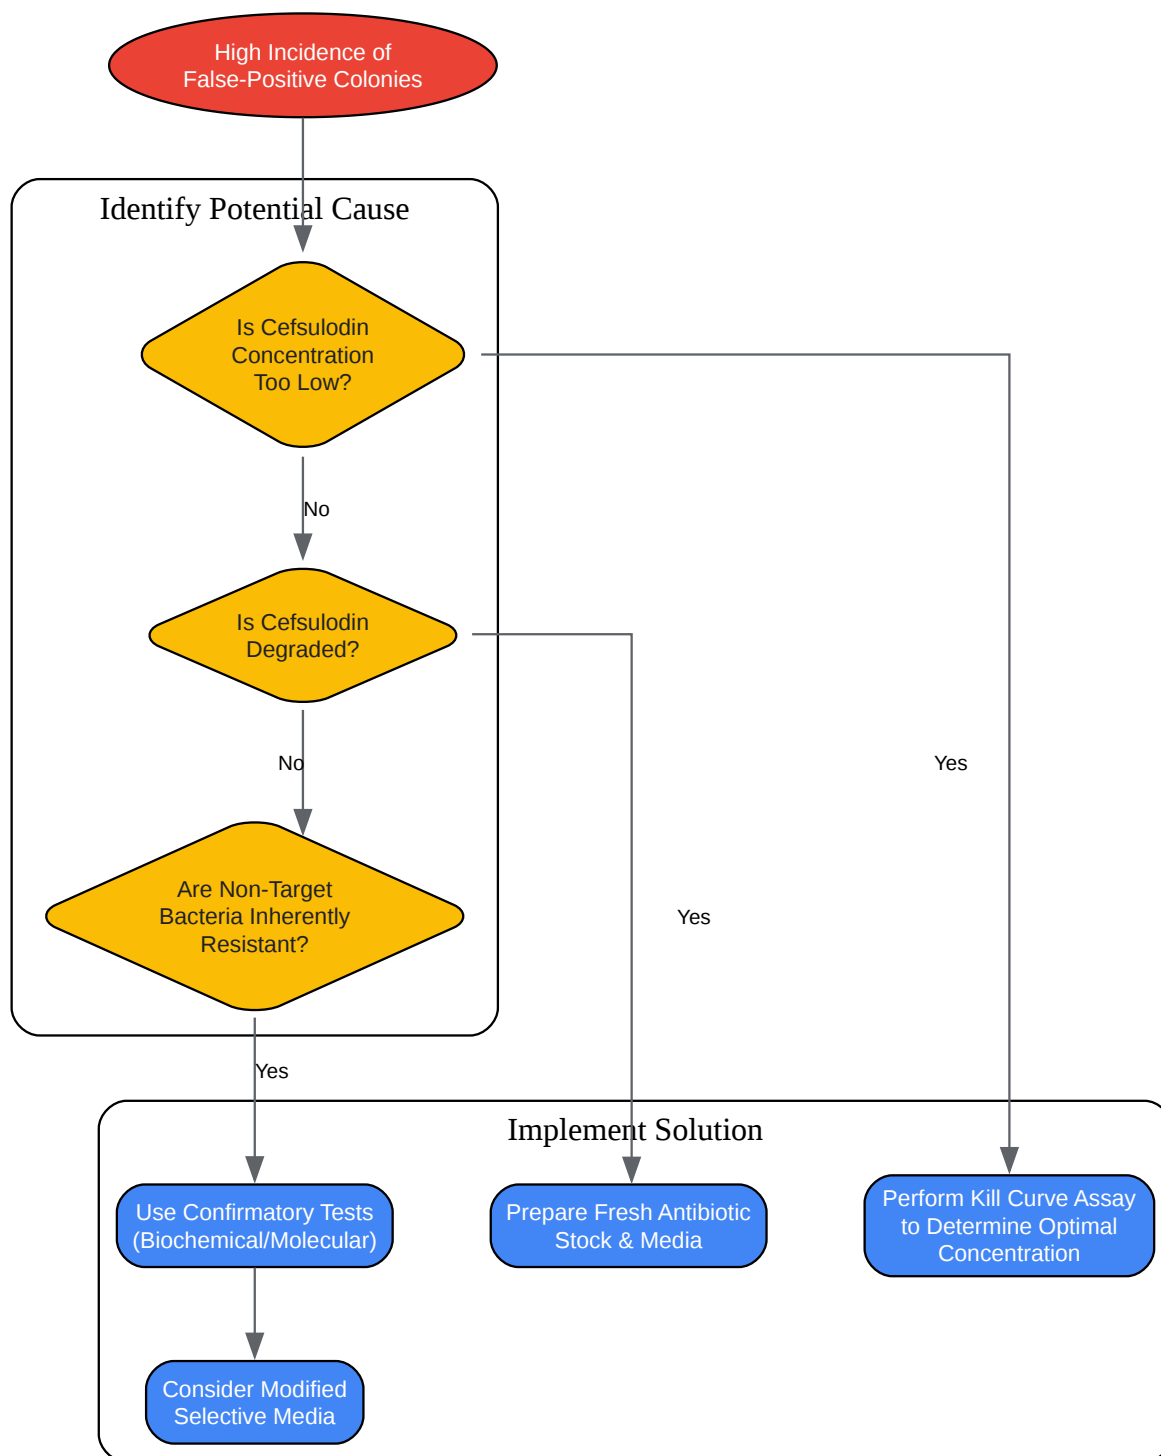 High Incidence of
False-Positive Colonies
Identify Potential Cause
Is Cefsulodin
Concentration
Too Low?
No
Is Cefsulodin
Degraded?
No
Yes
Are Non-Target
Bacteria Inherently
Resistant?
Yes
Yes
Implement Solution
Use Confirmatory Tests
(Biochemical/Molecular)
Prepare Fresh Antibiotic
Stock & Media
Perform Kill Curve Assay
to Determine Optimal
Concentration
Consider Modified
Selective Media